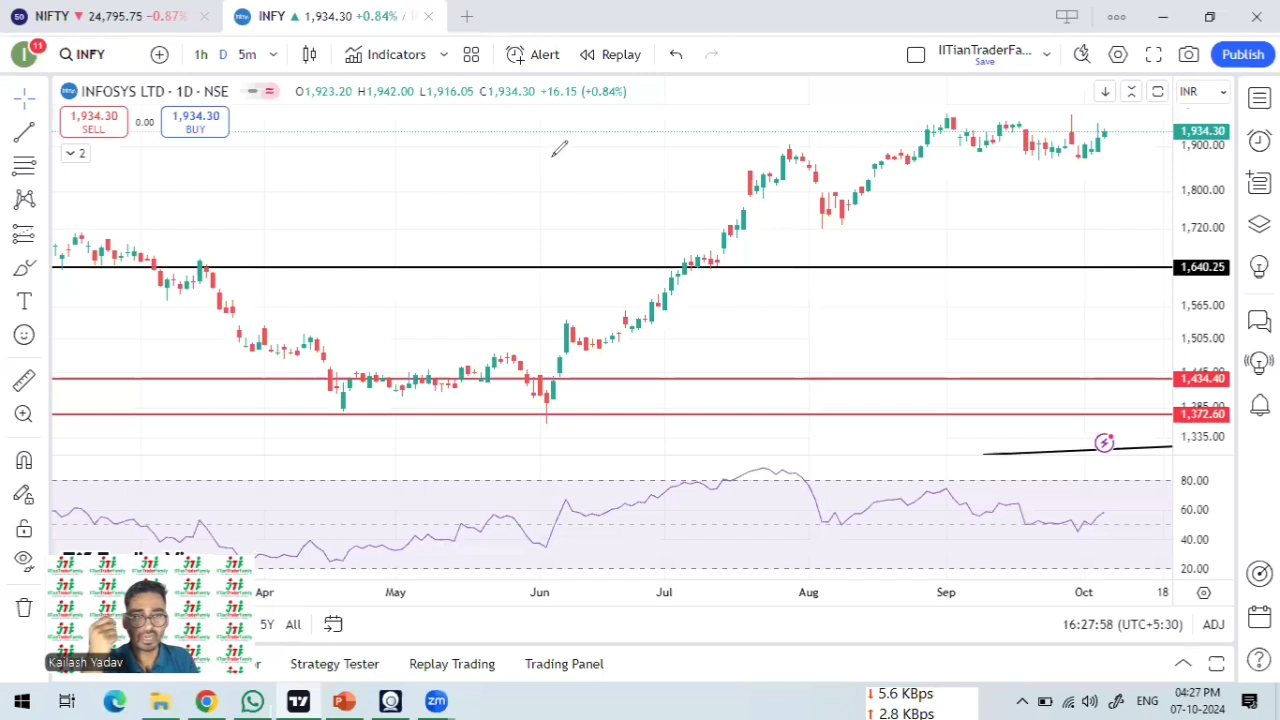 50 NIFTY ▼ 24,795.75 −0.87%
INFY ▲ 1,934.30 +0.84%
I 11 INFY 1h D 5m Indicators Alert Replay IITianTraderFa... Save Publish
INFOSYS LTD · 1D · NSE O1,923.20 H1,942.00 L1,916.05 C1,934.30 +16.15 (+0.84%) INR
1,934.30 SELL 0.00 1,934.30 BUY
2
1,934.30
1,900.00
1,800.00
1,720.00
1,640.25
1,565.00
1,505.00
1,434.40
1,372.60
1,335.00
80.00
60.00
40.00
20.00
Apr May Jun Jul Aug Sep Oct 18
5Y All 16:27:58 (UTC+5:30) ADJ
Kailash Yadav
Strategy Tester Replay Trading Trading Panel
5.6 KBps
2.8 KBps
ENG
04:27 PM
07-10-2024